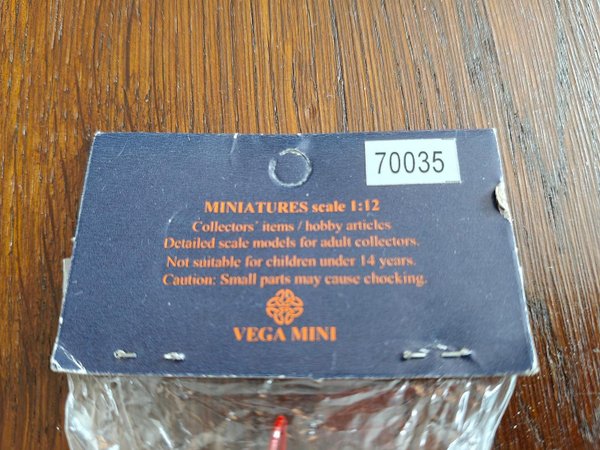 70035
MINIATURES scale 1:12
Collectors' items / hobby articles
Detailed scale models for adult collectors.
Not suitable for children under 14 years.
Caution: Small parts may cause chocking.
VEGA MINI